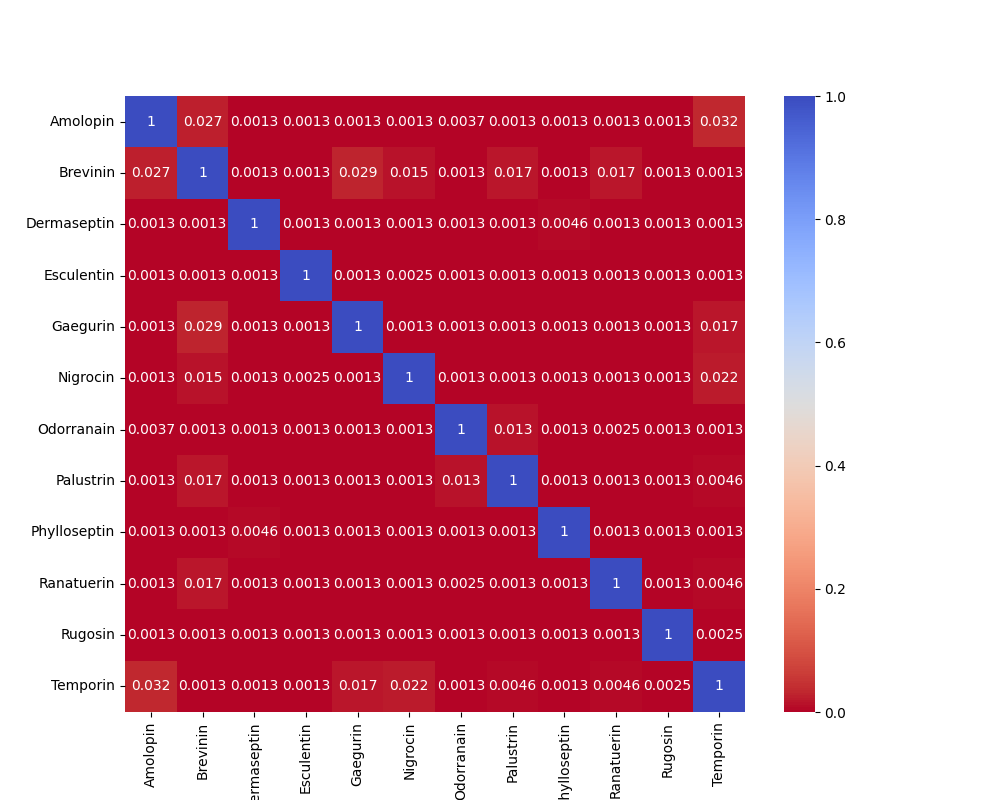 Amolopin 1 0.027 0.0013 0.0013 0.0013 0.0013 0.0037 0.0013 0.0013 0.0013 0.0013 0.032
Brevinin 0.027 1 0.0013 0.0013 0.029 0.015 0.0013 0.017 0.0013 0.017 0.0013 0.0013
Dermaseptin 0.0013 0.0013 1 0.0013 0.0013 0.0013 0.0013 0.0013 0.0046 0.0013 0.0013 0.0013
Esculentin 0.0013 0.0013 0.0013 1 0.0013 0.0025 0.0013 0.0013 0.0013 0.0013 0.0013 0.0013
Gaegurin 0.0013 0.029 0.0013 0.0013 1 0.0013 0.0013 0.0013 0.0013 0.0013 0.0013 0.017
Nigrocin 0.0013 0.015 0.0013 0.0025 0.0013 1 0.0013 0.0013 0.0013 0.0013 0.0013 0.022
Odorranain 0.0037 0.0013 0.0013 0.0013 0.0013 0.0013 1 0.013 0.0013 0.0025 0.0013 0.0013
Palustrin 0.0013 0.017 0.0013 0.0013 0.0013 0.0013 0.013 1 0.0013 0.0013 0.0013 0.0046
Phylloseptin 0.0013 0.0013 0.0046 0.0013 0.0013 0.0013 0.0013 0.0013 1 0.0013 0.0013 0.0013
Ranatuerin 0.0013 0.017 0.0013 0.0013 0.0013 0.0013 0.0025 0.0013 0.0013 1 0.0013 0.0046
Rugosin 0.0013 0.0013 0.0013 0.0013 0.0013 0.0013 0.0013 0.0013 0.0013 0.0013 1 0.0025
Temporin 0.032 0.0013 0.0013 0.0013 0.017 0.022 0.0013 0.0046 0.0013 0.0046 0.0025 1
Amolopin
Brevinin
ermaseptin
Esculentin
Gaegurin
Nigrocin
Odorranain
Palustrin
hylloseptin
Ranatuerin
Rugosin
Temporin
1.0
0.8
0.6
0.4
0.2
0.0